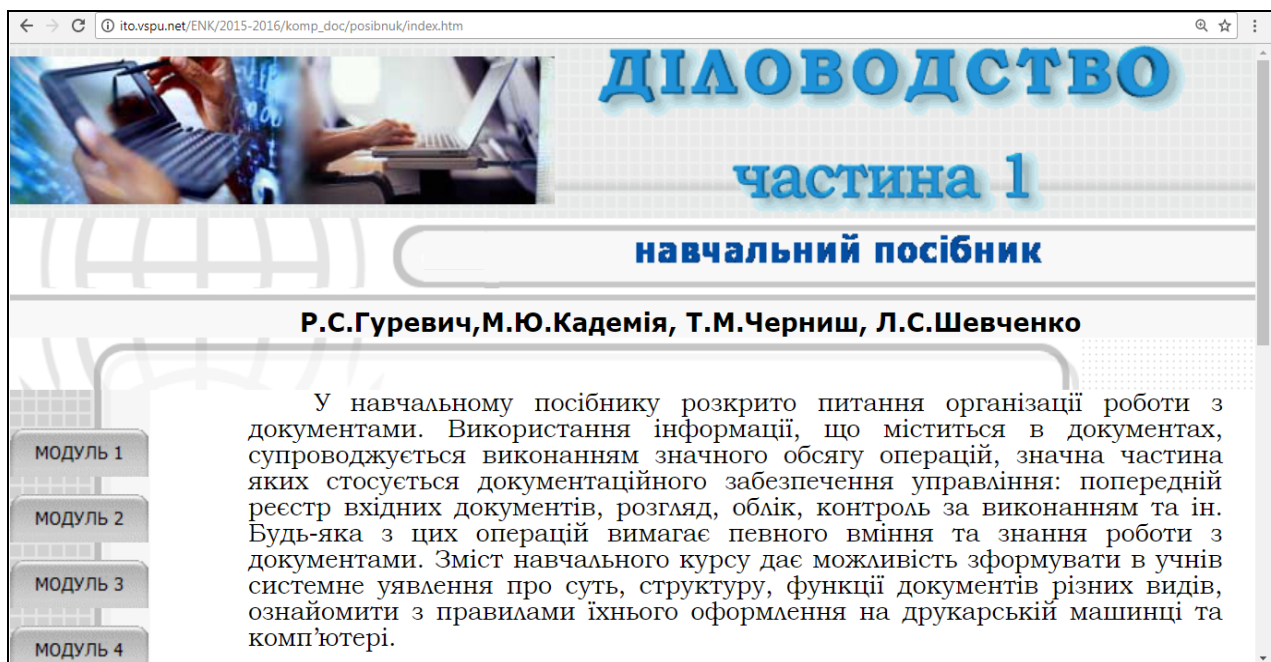 ito.vspu.net/ENK/2015-2016/komp_doc/posibnuk/index.htm
ДІЛОВОДСТВО
частина 1
навчальний посібник
Р.С.Гуревич,М.Ю.Кадемія, Т.М.Черниш, Л.С.Шевченко
У навчальному посібнику розкрито питання організації роботи з
документами. Використання інформації, що міститься в документах,
супроводжується виконанням значного обсягу операцій, значна частина
яких стосується документаційного забезпечення управління: попередній
реєстр вхідних документів, розгляд, облік, контроль за виконанням та ін.
Будь-яка з цих операцій вимагає певного вміння та знання роботи з
документами. Зміст навчального курсу дає можливість зформувати в учнів
системне уявлення про суть, структуру, функції документів різних видів,
ознайомити з правилами їхнього оформлення на друкарській машинці та
комп’ютері.
МОДУЛЬ 1
МОДУЛЬ 2
МОДУЛЬ 3
МОДУЛЬ 4